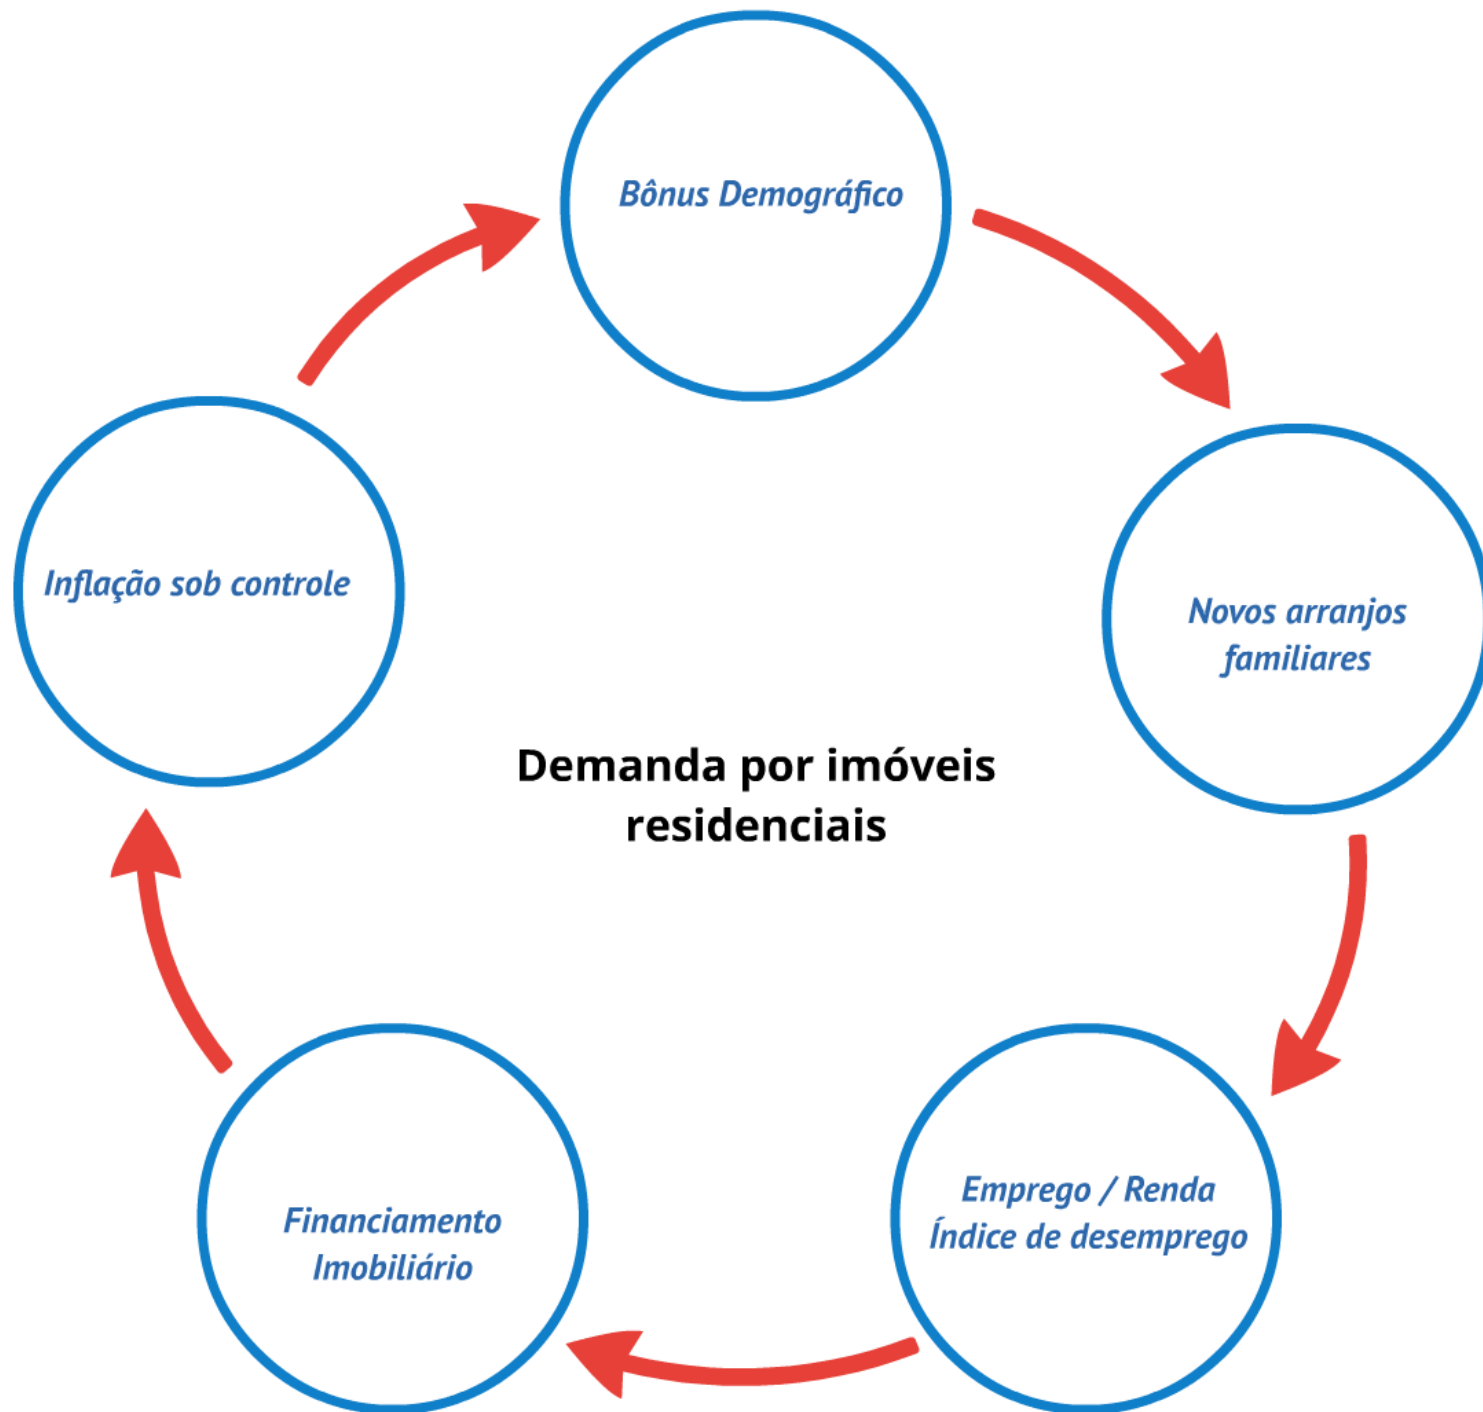 Bônus Demográfico
Novos arranjos
familiares
Emprego / Renda
Índice de desemprego
Financiamento
Imobiliário
Inflação sob controle
Demanda por imóveis
residenciais